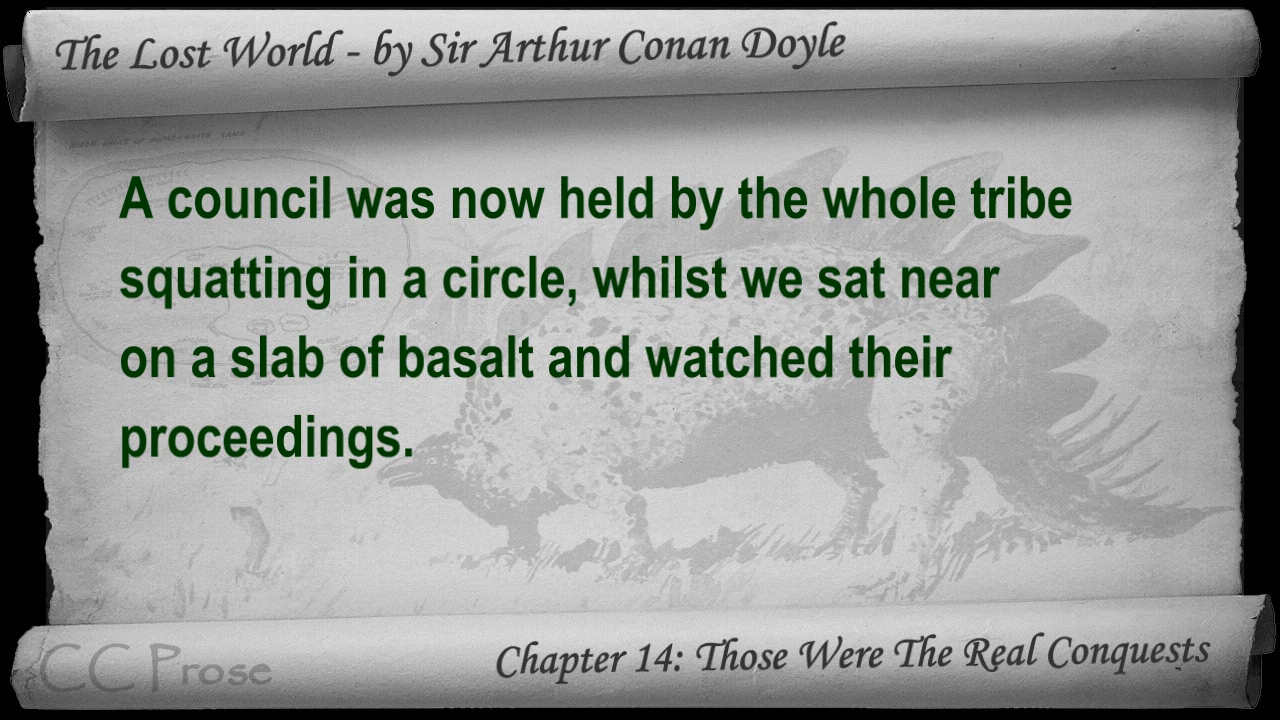 The Lost World - by Sir Arthur Conan Doyle
A council was now held by the whole tribe
squatting in a circle, whilst we sat near
on a slab of basalt and watched their
proceedings.
CC Prose
Chapter 14: Those Were The Real Conquests